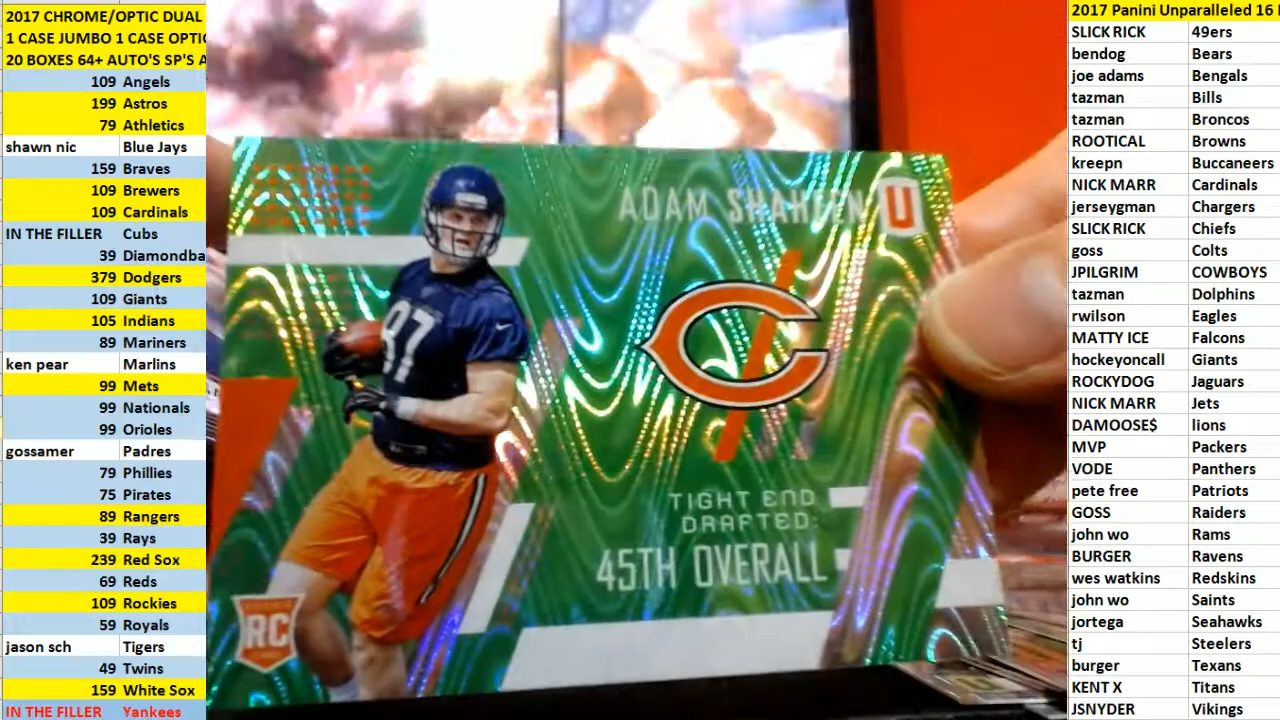 2017 CHROME/OPTIC DUAL
1 CASE JUMBO 1 CASE OPTIC
20 BOXES 64+ AUTO'S SP'S A
109 Angels
199 Astros
79 Athletics
shawn nic Blue Jays
159 Braves
109 Brewers
109 Cardinals
IN THE FILLER Cubs
39 Diamondba
379 Dodgers
109 Giants
105 Indians
89 Mariners
ken pear Marlins
99 Mets
99 Nationals
99 Orioles
gossamer Padres
79 Phillies
75 Pirates
89 Rangers
39 Rays
239 Red Sox
69 Reds
109 Rockies
59 Royals
jason sch Tigers
49 Twins
159 White Sox
IN THE FILLER Yankees
ADAM SHAHEEN U
87
C
TIGHT END
DRAFTED:
45TH OVERALL
RC
2017 Panini Unparalleled 16
SLICK RICK 49ers
bendog Bears
joe adams Bengals
tazman Bills
tazman Broncos
ROOTICAL Browns
kreepn Buccaneers
NICK MARR Cardinals
jerseygman Chargers
SLICK RICK Chiefs
goss Colts
JPILGRIM COWBOYS
tazman Dolphins
rwilson Eagles
MATTY ICE Falcons
hockeyoncall Giants
ROCKYDOG Jaguars
NICK MARR Jets
DAMOOSE$ lions
MVP Packers
VODE Panthers
pete free Patriots
GOSS Raiders
john wo Rams
BURGER Ravens
wes watkins Redskins
john wo Saints
jortega Seahawks
tj Steelers
burger Texans
KENT X Titans
JSNYDER Vikings